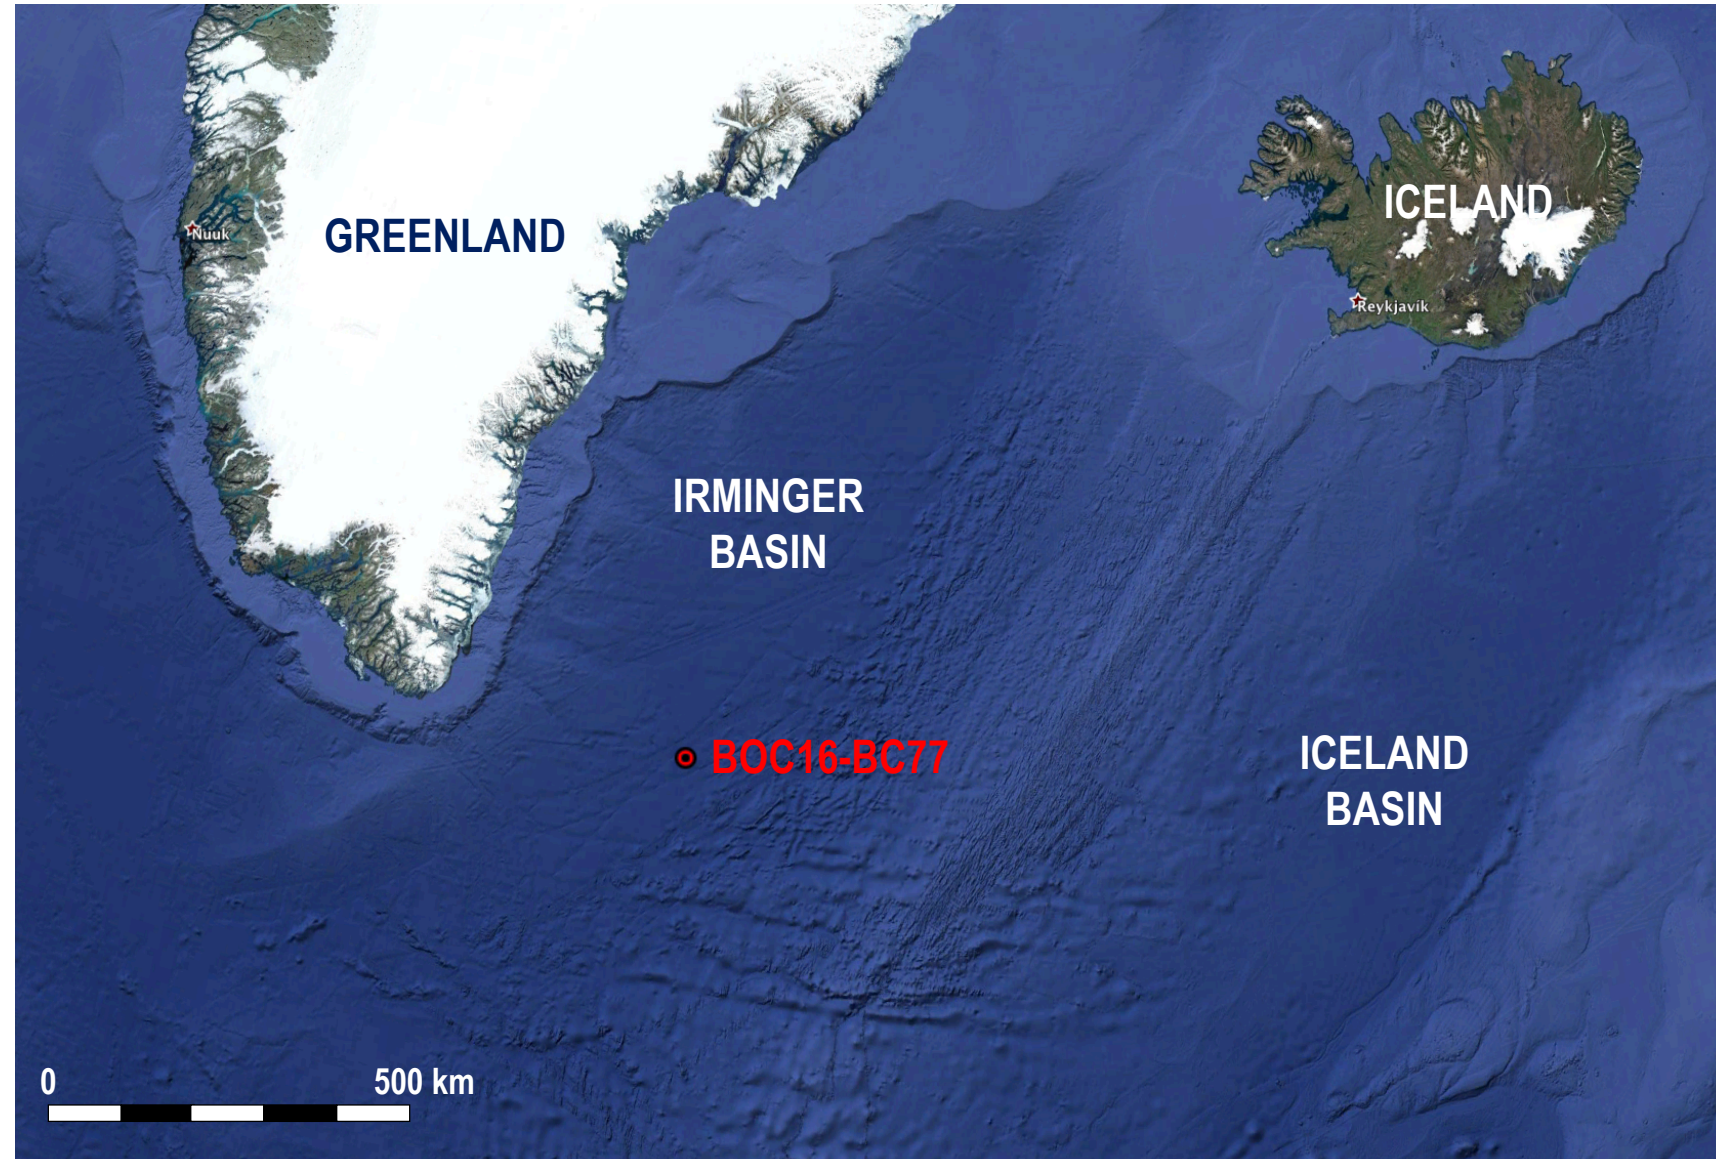 ICELAND
GREENLAND
Nuuk
Reykjavik
IRMINGER
BASIN
BOC16-BC77
ICELAND
BASIN
0 500 km